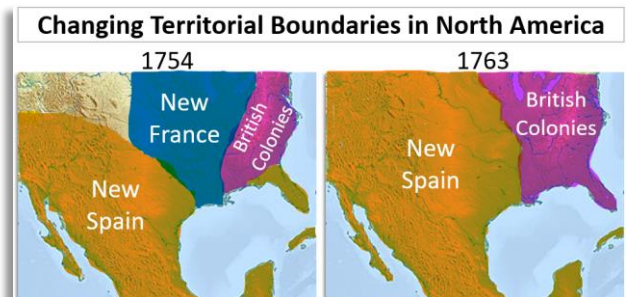 Changing Territorial Boundaries in North America
1754
New
France
British
Colonies
New
Spain
1763
British
Colonies
New
Spain